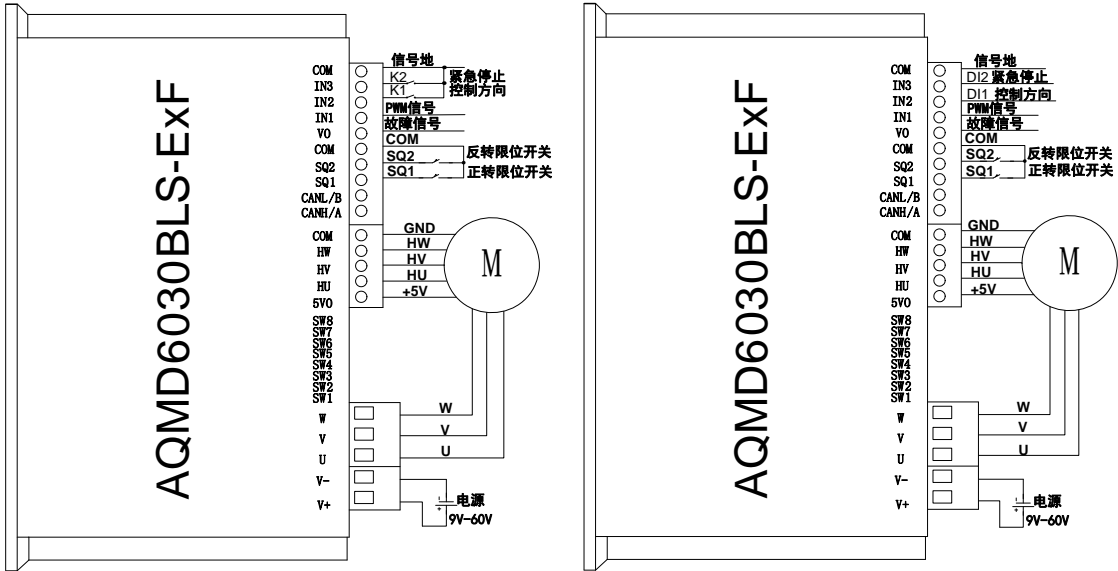 AQMD6030BLS-ExF
COM
IN3
IN2
IN1
VO
COM
SQ2
SQ1
CANL/B
CANH/A
COM
HW
HV
HU
5VO
SW8
SW7
SW6
SW5
SW4
SW3
SW2
SW1
W
V
U
V-
V+
信号地
K2 紧急停止
K1 控制方向
PWM信号
故障信号
COM
SQ2 反转限位开关
SQ1 正转限位开关
GND
HW
HV
HU
+5V
M
W
V
U
电源
9V-60V
AQMD6030BLS-ExF
COM
IN3
IN2
IN1
VO
COM
SQ2
SQ1
CANL/B
CANH/A
COM
HW
HV
HU
5VO
SW8
SW7
SW6
SW5
SW4
SW3
SW2
SW1
W
V
U
V-
V+
信号地
DI2 紧急停止
DI1 控制方向
PWM信号
故障信号
COM
SQ2 反转限位开关
SQ1 正转限位开关
GND
HW
HV
HU
+5V
M
W
V
U
电源
9V-60V